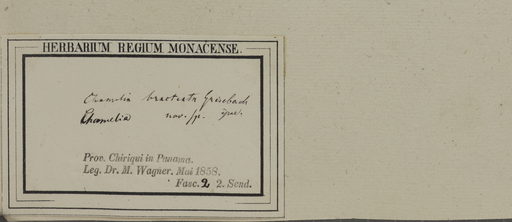 HERBARIUM REGIUM MONACENSE.
Chomelia bracteata Grisebach
Chomelia nov. sp.
Prov. Chiriqui in Panama.
Leg. Dr. M. Wagner. Mai 1858.
Fasc. 2 2. Send.